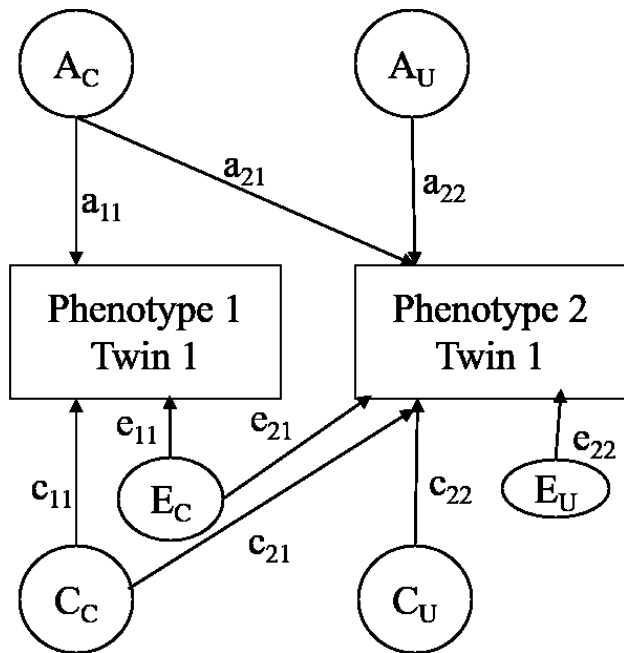 A_C
A_U
a_21
a_11
a_22
Phenotype 1
Twin 1
Phenotype 2
Twin 1
e_11
e_21
e_22
c_11
E_C
c_22
E_U
c_21
C_C
C_U